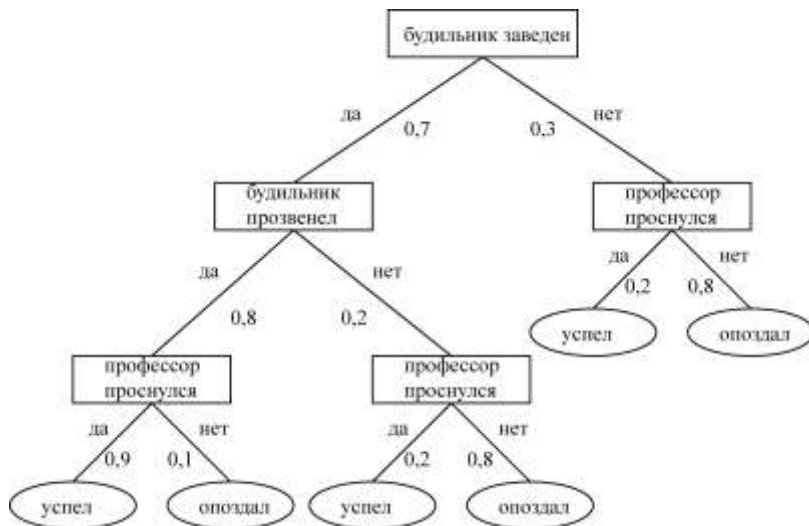 будильник заведен
да
нет
0,7
0,3
будильник
прозвенел
профессор
проснулся
да
нет
да
нет
0,2
0,8
0,8
0,2
успел
опоздал
профессор
проснулся
профессор
проснулся
да
нет
да
нет
0,9
0,1
0,2
0,8
успел
опоздал
успел
опоздал